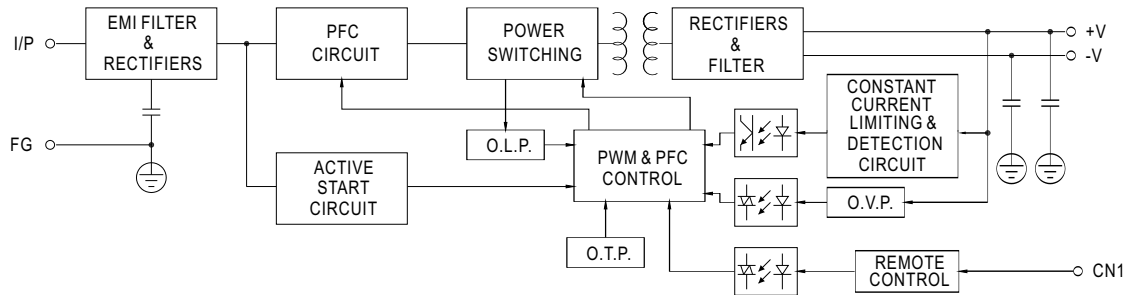 I/P
EMI FILTER
&
RECTIFIERS
PFC
CIRCUIT
POWER
SWITCHING
RECTIFIERS
&
FILTER
+V
-V
FG
ACTIVE
START
CIRCUIT
O.L.P.
PWM & PFC
CONTROL
O.T.P.
CONSTANT
CURRENT
LIMITING &
DETECTION
CIRCUIT
O.V.P.
REMOTE
CONTROL
CN1